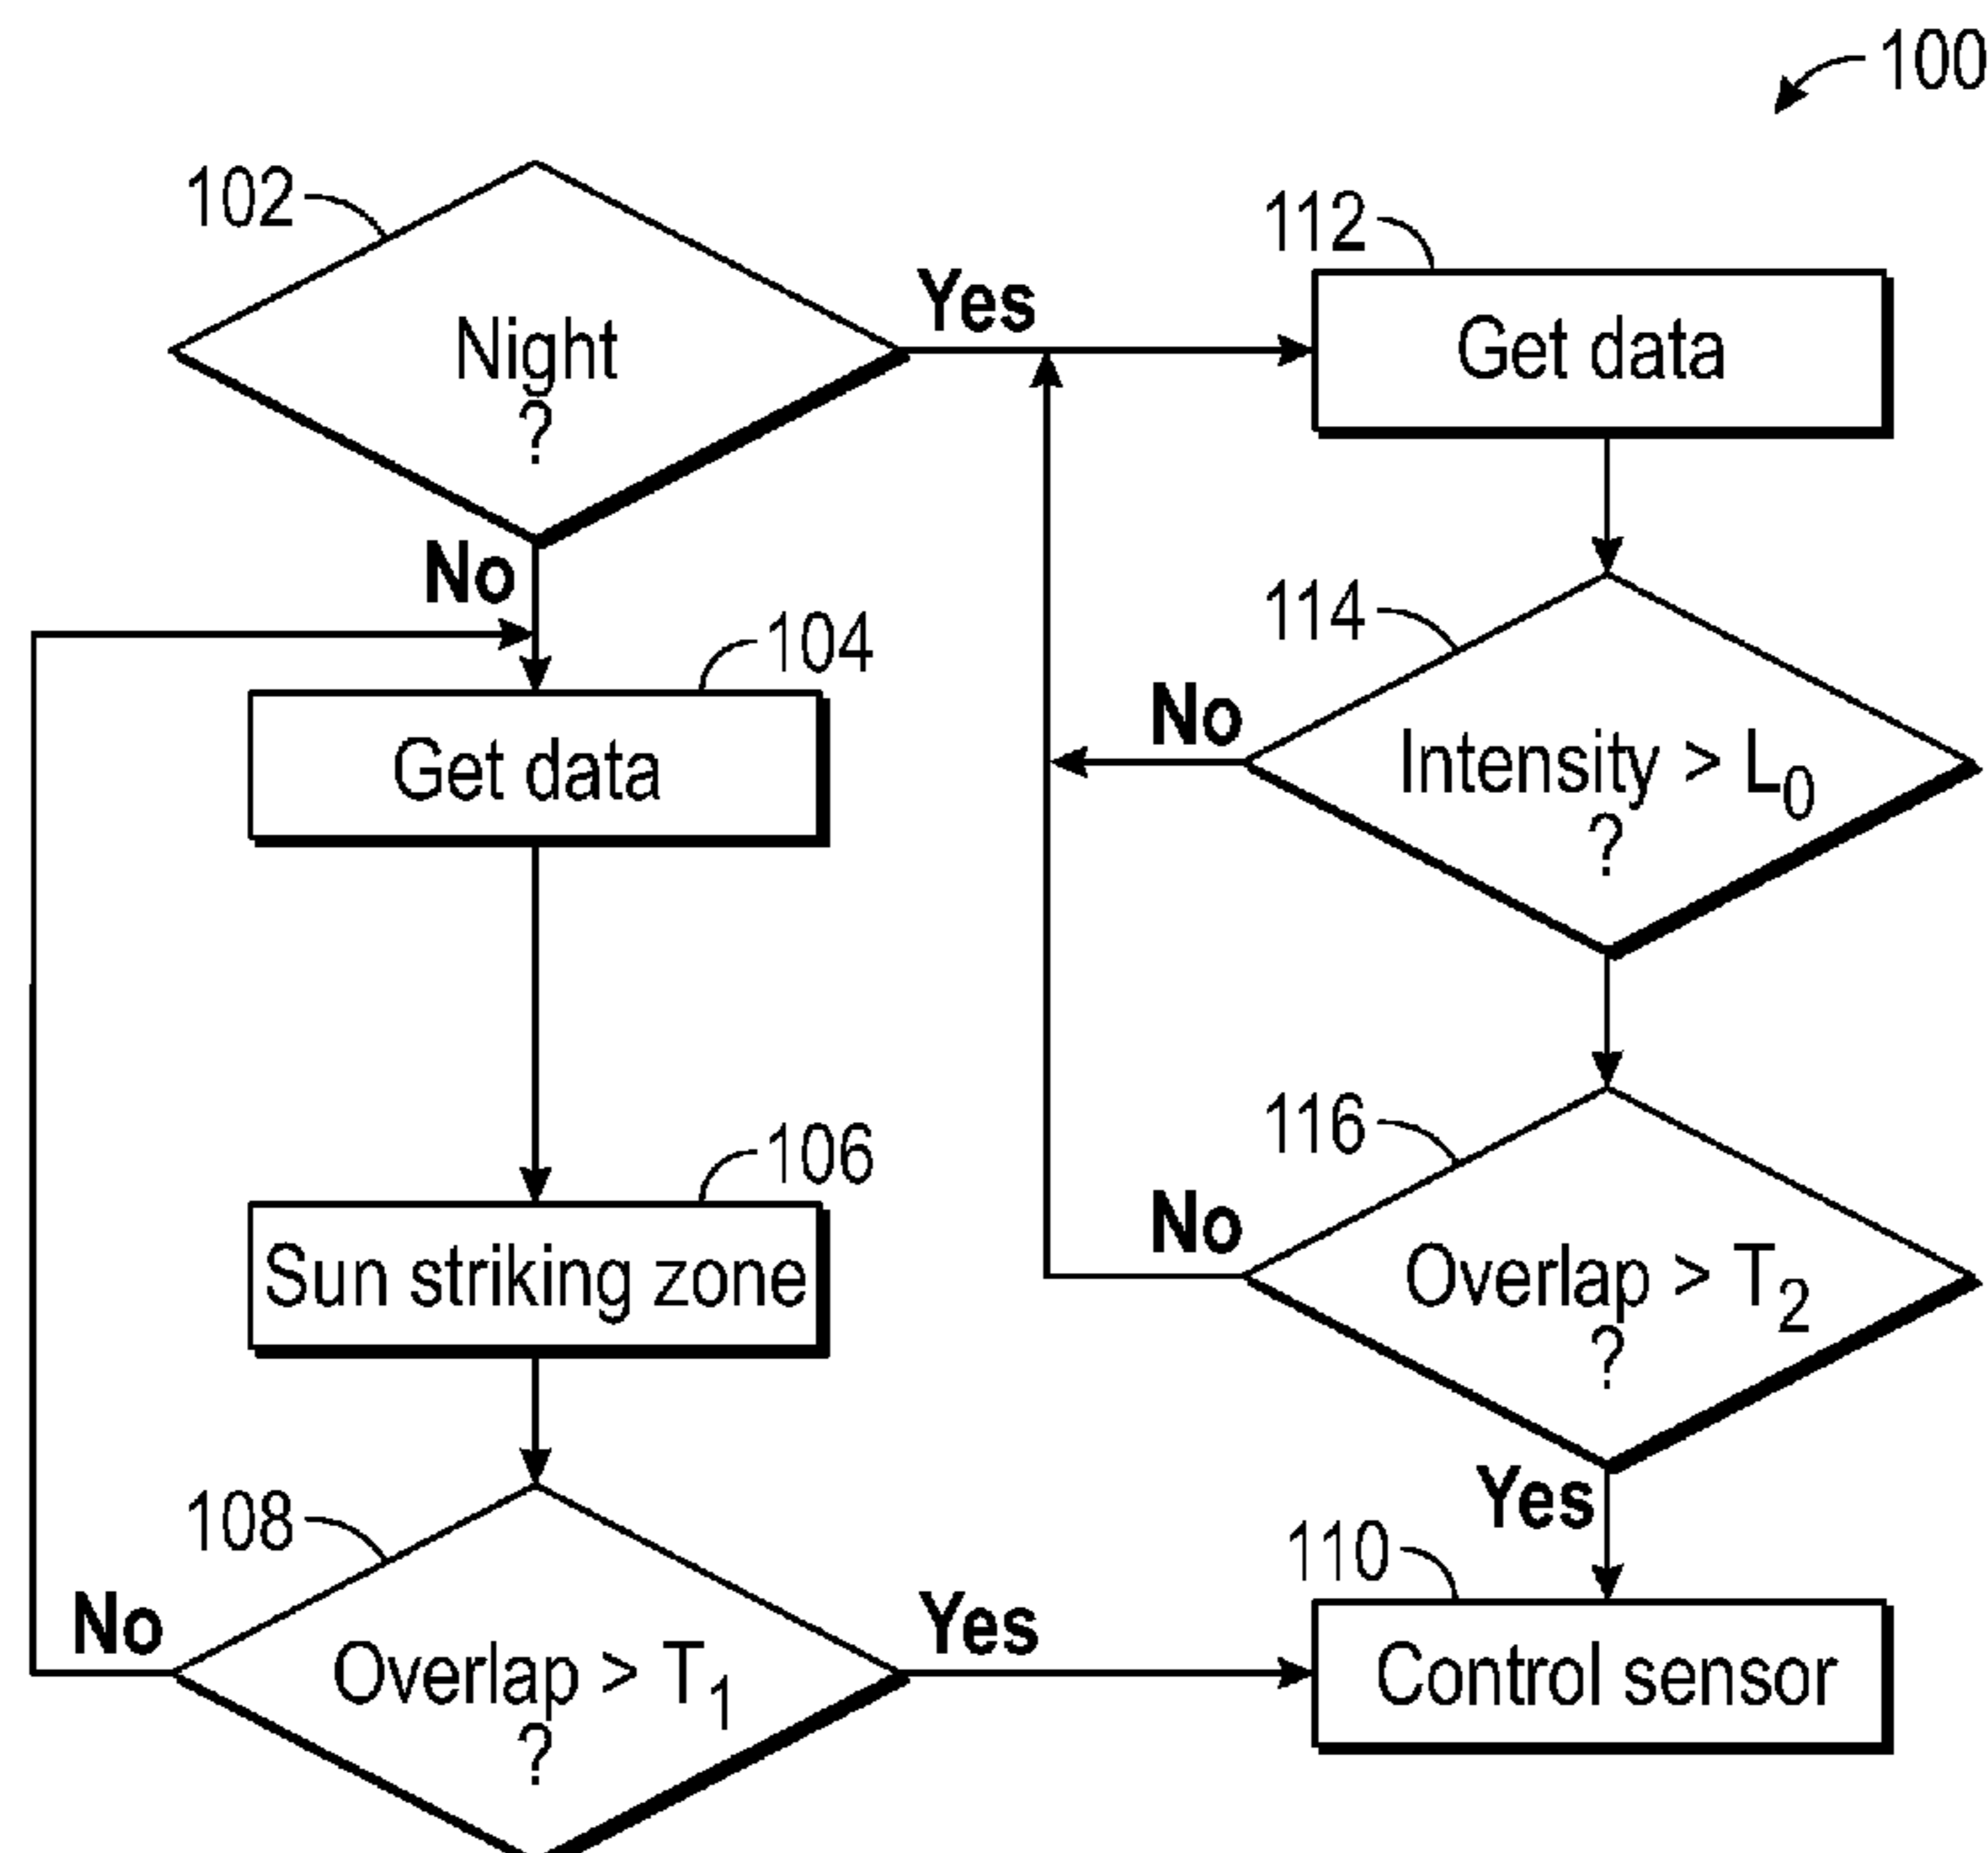 100
102
Night
?
Yes
No
112
Get data
104
Get data
114
Intensity > L0
?
No
106
Sun striking zone
116
Overlap > T2
?
No
Yes
108
Overlap > T1
?
No
Yes
110
Control sensor